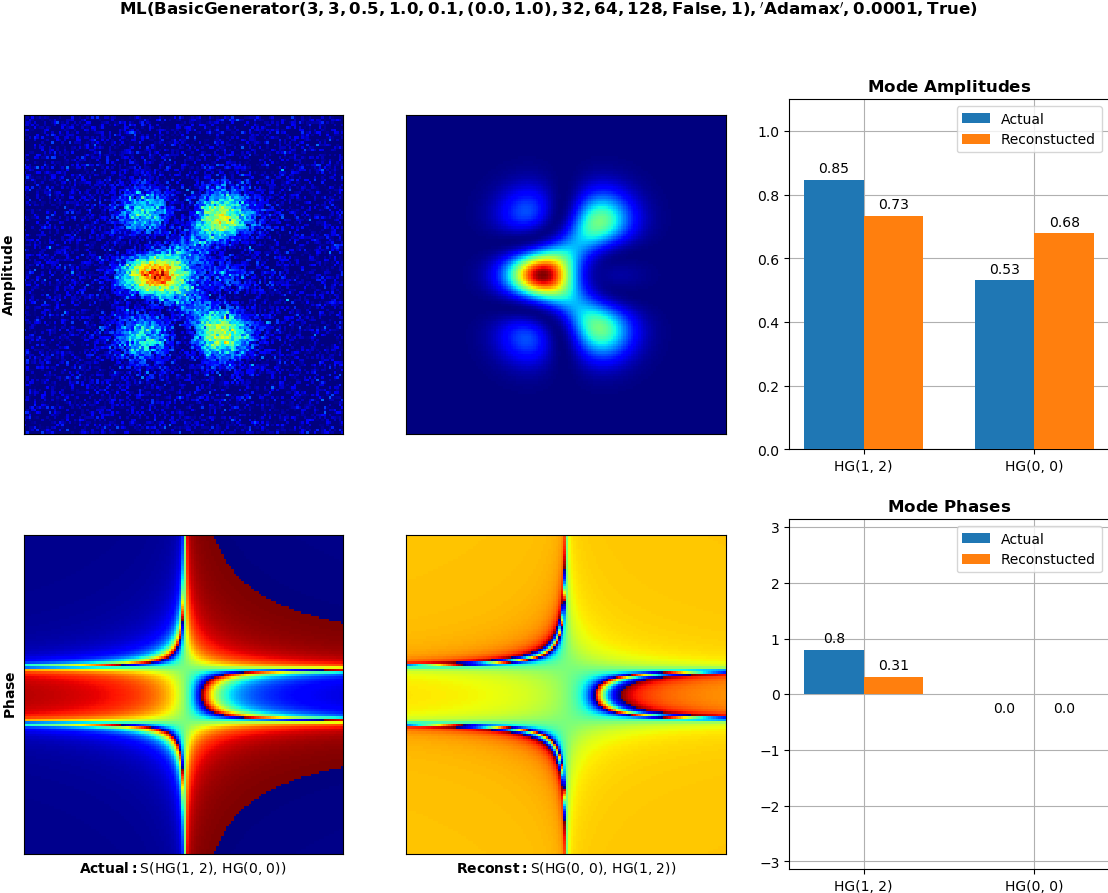 ML(BasicGenerator(3, 3, 0.5, 1.0, 0.1, (0.0, 1.0), 32, 64, 128, False, 1), ′Adamax′, 0.0001, True)
Amplitude
Mode Amplitudes
Actual
Reconstucted
1.0
0.8
0.6
0.4
0.2
0.0
0.85
0.73
0.53
0.68
HG(1, 2)
HG(0, 0)
Phase
Actual: S(HG(1, 2), HG(0, 0))
Reconst: S(HG(0, 0), HG(1, 2))
Mode Phases
Actual
Reconstucted
3
2
1
0
−1
−2
−3
0.8
0.31
0.0
0.0
HG(1, 2)
HG(0, 0)